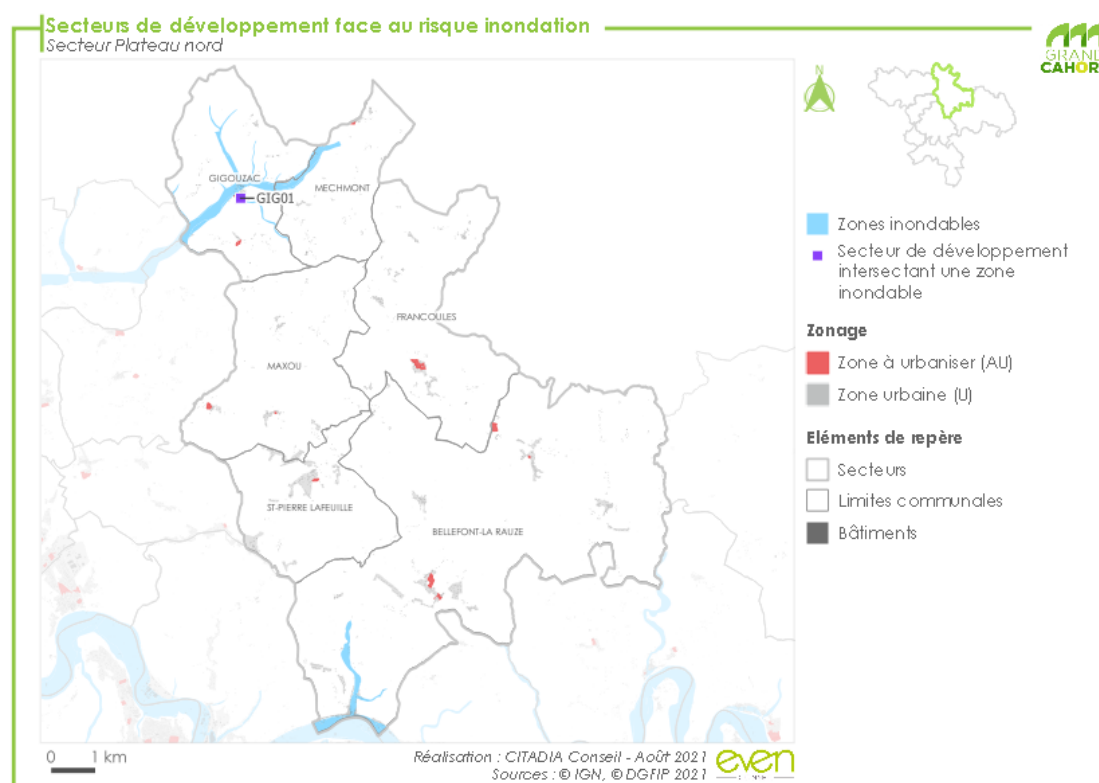 Secteurs de développement face au risque inondation
Secteur Plateau nord
GRAND
CAHORS
N
GIGOUZAC
MECHMONT
GIG01
FRANCOULES
MAXOU
ST-PIERRE LAFEUILLE
BELLEFONT-LA RAUZE
Zones inondables
Secteur de développement
intersectant une zone
inondable
Zonage
Zone à urbaniser (AU)
Zone urbaine (U)
Eléments de repère
Secteurs
Limites communales
Bâtiments
0 1 km
Réalisation : CITADIA Conseil - Août 2021
Sources : © IGN, © DGFIP 2021
even